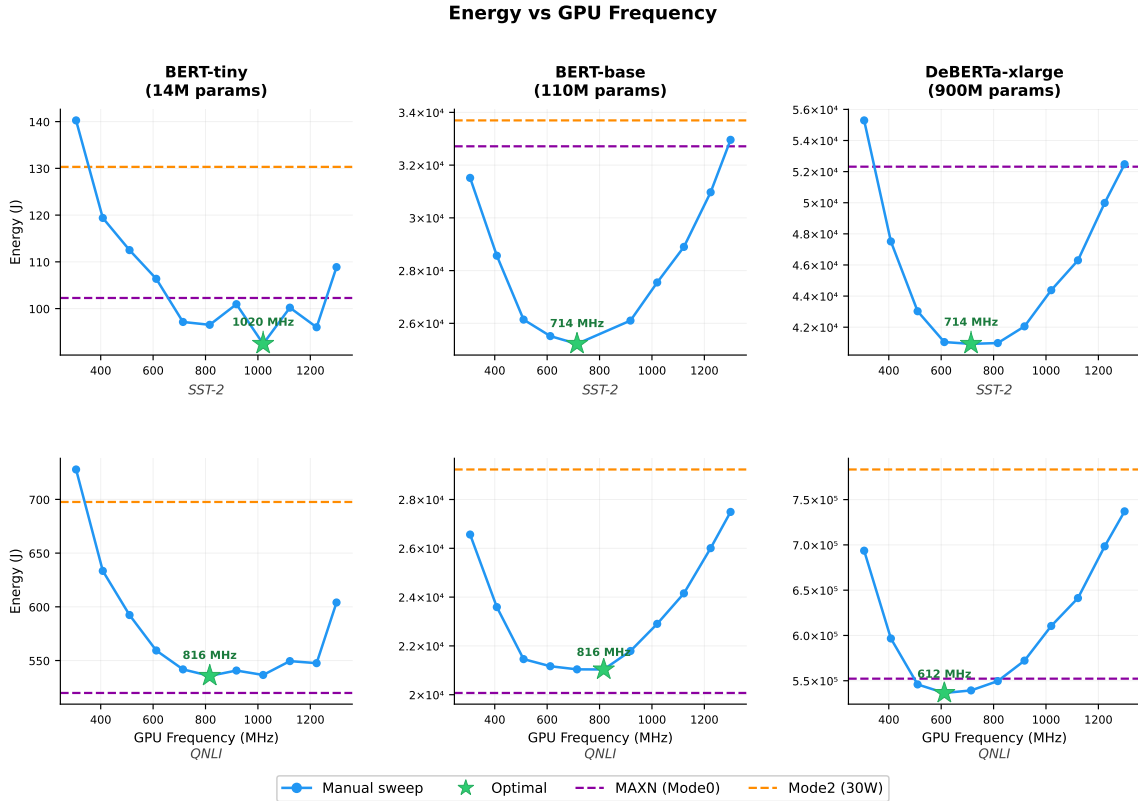 Energy vs GPU Frequency
BERT-tiny
(14M params)
BERT-base
(110M params)
DeBERTa-xlarge
(900M params)
Energy (J)
140
130
120
110
100
1020 MHz
400 600 800 1000 1200
SST-2
3.4×10⁴
3.2×10⁴
3×10⁴
2.8×10⁴
2.6×10⁴
714 MHz
400 600 800 1000 1200
SST-2
5.6×10⁴
5.4×10⁴
5.2×10⁴
5×10⁴
4.8×10⁴
4.6×10⁴
4.4×10⁴
4.2×10⁴
714 MHz
400 600 800 1000 1200
SST-2
Energy (J)
700
650
600
550
816 MHz
400 600 800 1000 1200
GPU Frequency (MHz)
QNLI
2.8×10⁴
2.6×10⁴
2.4×10⁴
2.2×10⁴
2×10⁴
816 MHz
400 600 800 1000 1200
GPU Frequency (MHz)
QNLI
7.5×10⁵
7.0×10⁵
6.5×10⁵
6.0×10⁵
5.5×10⁵
612 MHz
400 600 800 1000 1200
GPU Frequency (MHz)
QNLI
Manual sweep Optimal MAXN (Mode0) Mode2 (30W)